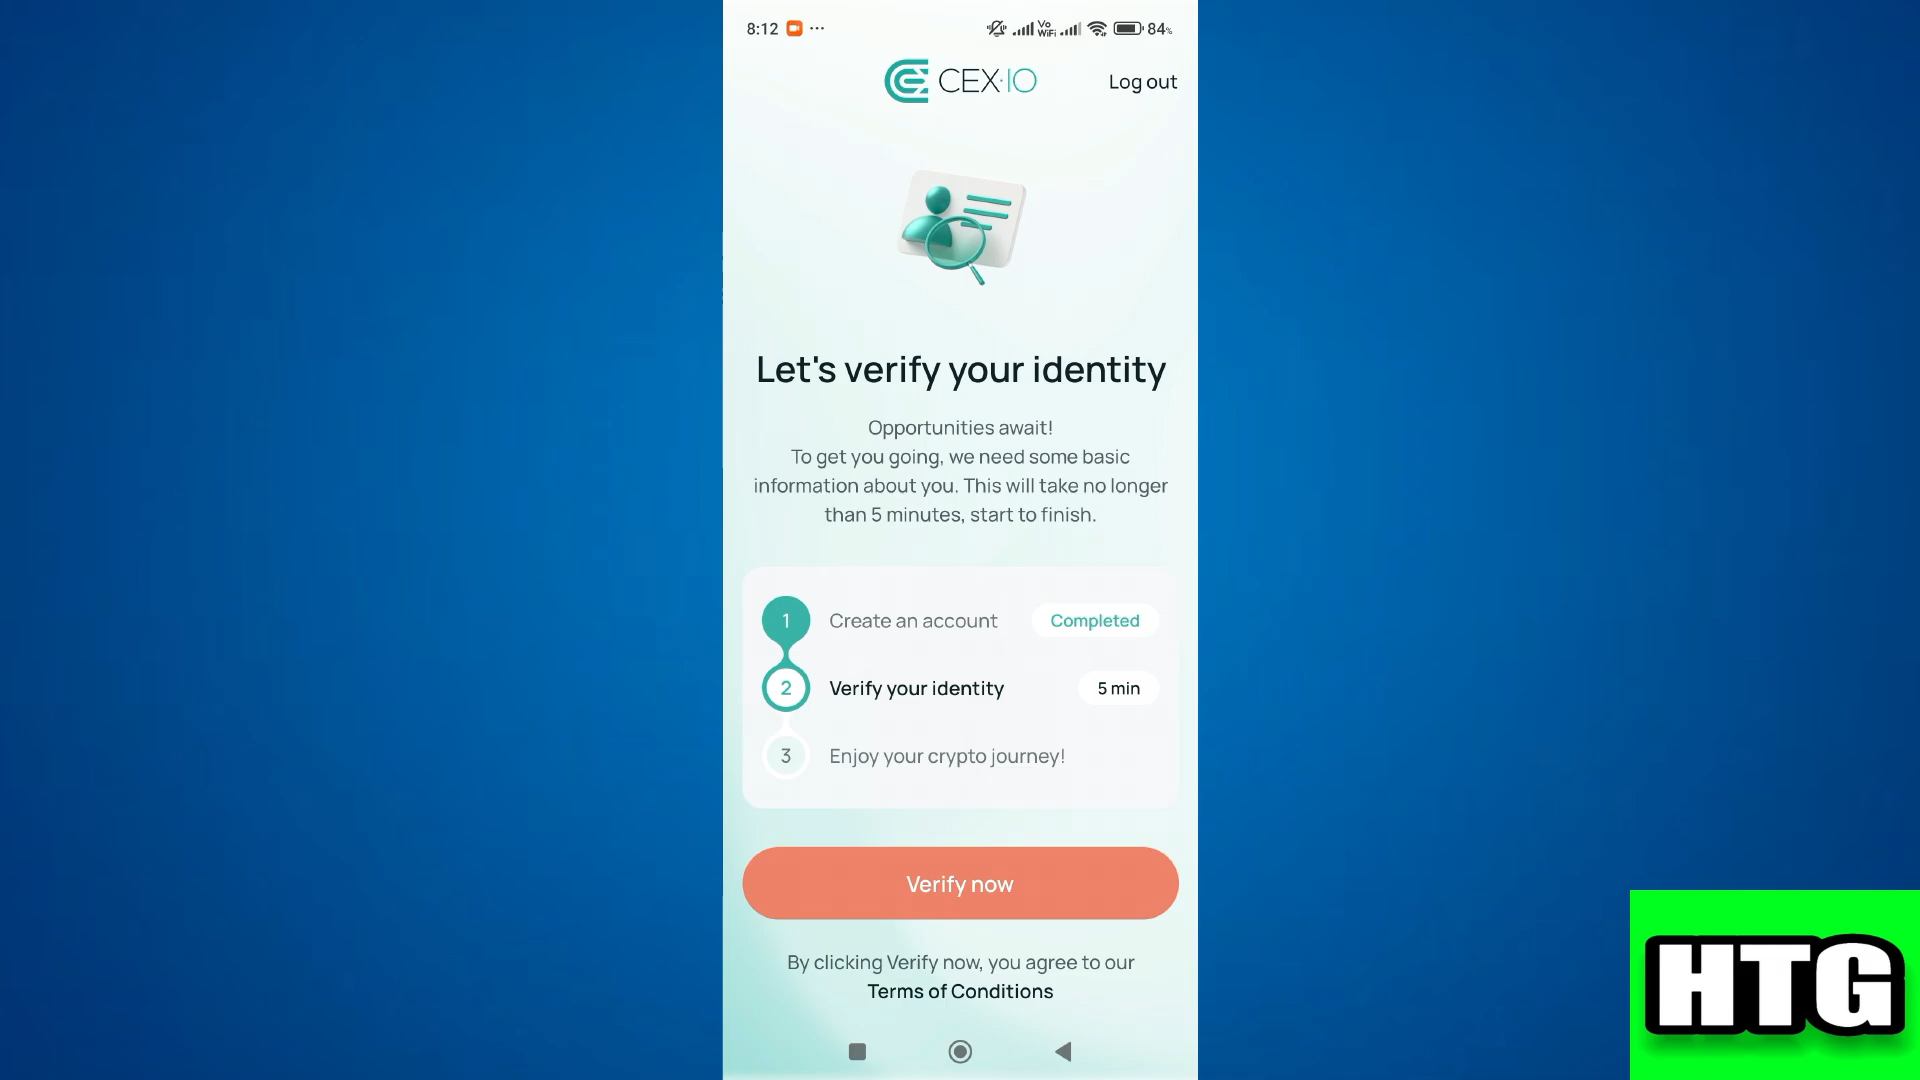 8:12 ... Vo WiFi 84%
CEX·IO Log out
Let's verify your identity
Opportunities await!
To get you going, we need some basic
information about you. This will take no longer
than 5 minutes, start to finish.
1 Create an account Completed
2 Verify your identity 5 min
3 Enjoy your crypto journey!
Verify now
By clicking Verify now, you agree to our
Terms of Conditions
HTG